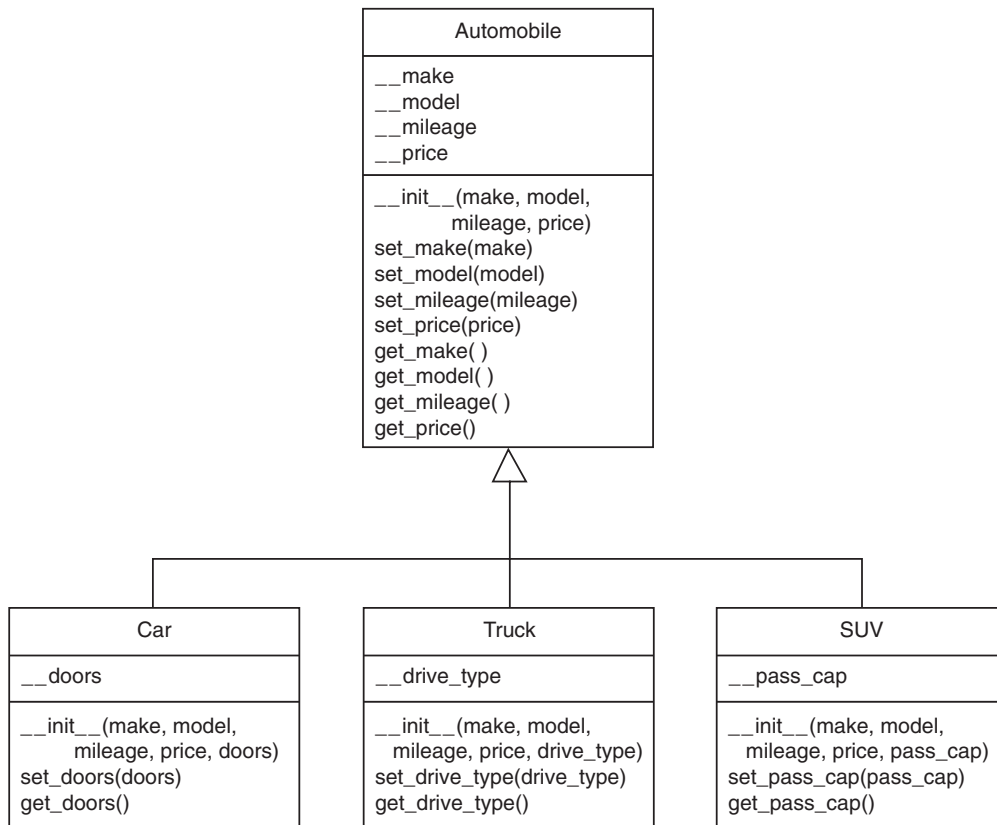 Automobile
__make
__model
__mileage
__price
__init__(make, model,
mileage, price)
set_make(make)
set_model(model)
set_mileage(mileage)
set_price(price)
get_make( )
get_model( )
get_mileage( )
get_price()
Car
__doors
__init__(make, model,
mileage, price, doors)
set_doors(doors)
get_doors()
Truck
__drive_type
__init__(make, model,
mileage, price, drive_type)
set_drive_type(drive_type)
get_drive_type()
SUV
__pass_cap
__init__(make, model,
mileage, price, pass_cap)
set_pass_cap(pass_cap)
get_pass_cap()